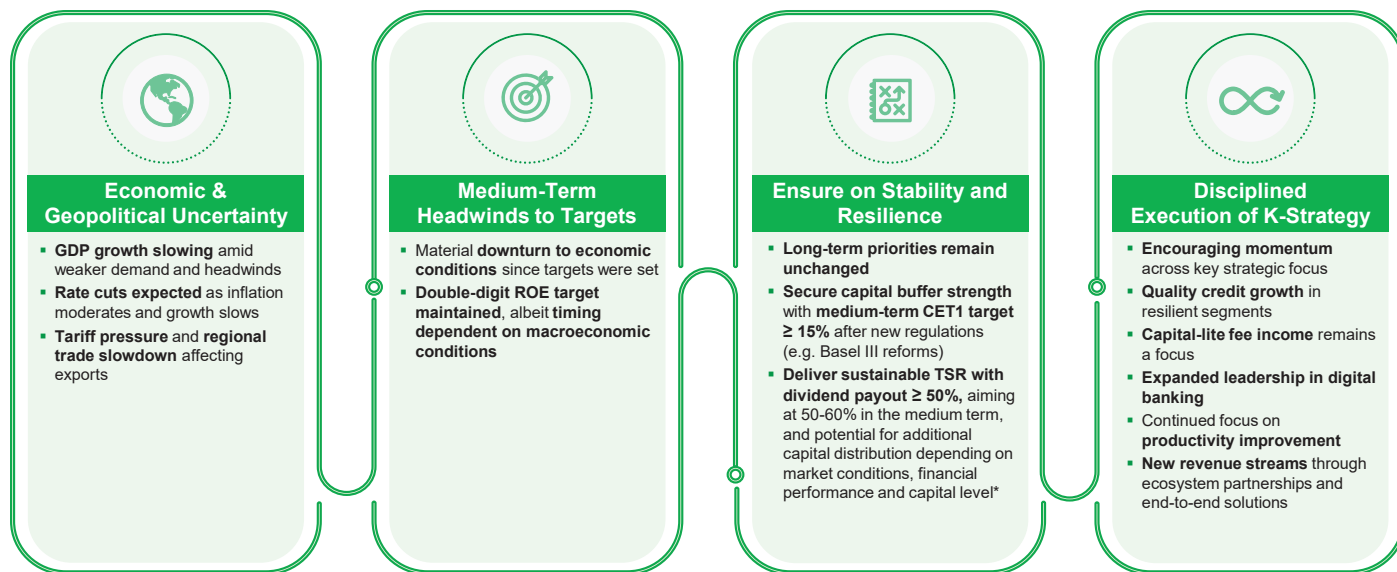 Economic &
Geopolitical Uncertainty
▪ GDP growth slowing amid
weaker demand and headwinds
▪ Rate cuts expected as inflation
moderates and growth slows
▪ Tariff pressure and regional
trade slowdown affecting
exports
Medium-Term
Headwinds to Targets
▪ Material downturn to economic
conditions since targets were set
▪ Double-digit ROE target
maintained, albeit timing
dependent on macroeconomic
conditions
Ensure on Stability and
Resilience
▪ Long-term priorities remain
unchanged
▪ Secure capital buffer strength
with medium-term CET1 target
≥ 15% after new regulations
(e.g. Basel III reforms)
▪ Deliver sustainable TSR with
dividend payout ≥ 50%, aiming
at 50-60% in the medium term,
and potential for additional
capital distribution depending on
market conditions, financial
performance and capital level*
Disciplined
Execution of K-Strategy
▪ Encouraging momentum
across key strategic focus
▪ Quality credit growth in
resilient segments
▪ Capital-lite fee income remains
a focus
▪ Expanded leadership in digital
banking
▪ Continued focus on
productivity improvement
▪ New revenue streams through
ecosystem partnerships and
end-to-end solutions